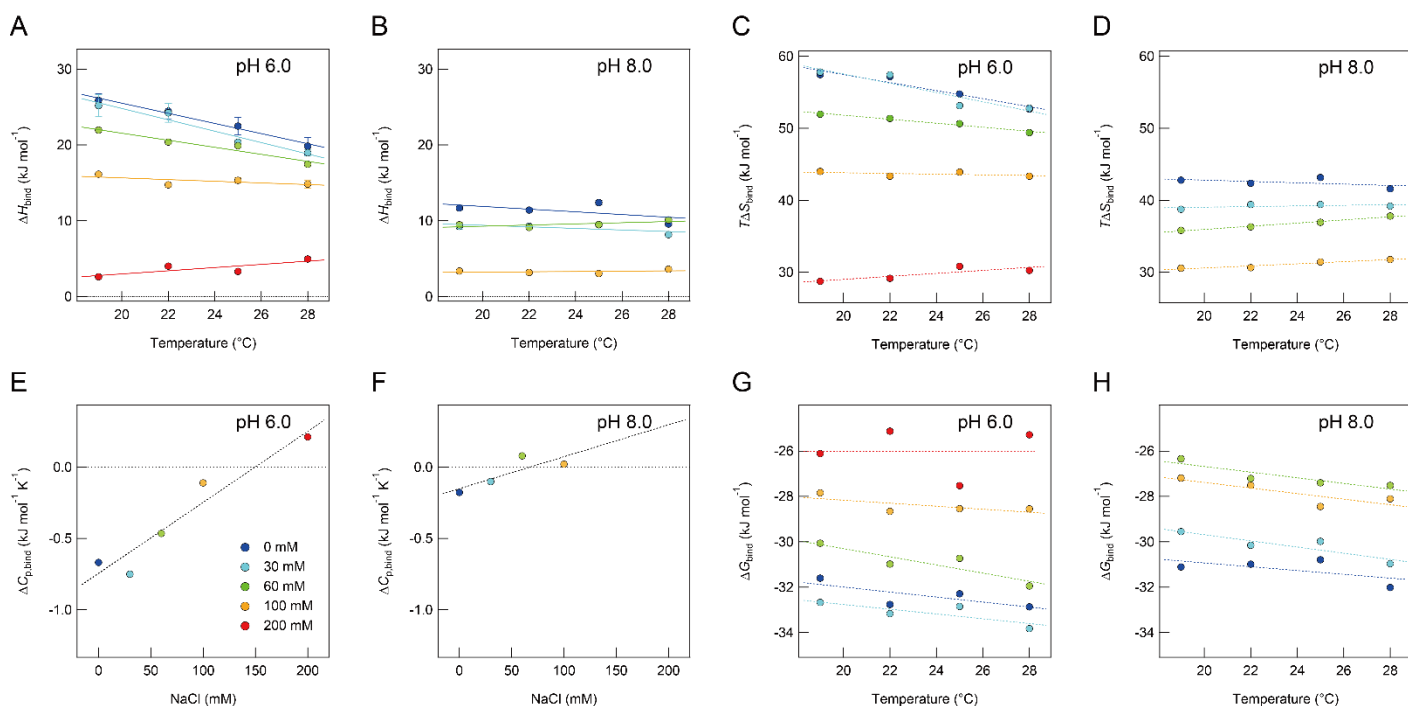 A
pH 6.0
ΔHbind (kJ mol⁻¹)
30
20
10
0
20
22
24
26
28
Temperature (°C)
B
pH 8.0
ΔHbind (kJ mol⁻¹)
30
20
10
0
20
22
24
26
28
Temperature (°C)
C
pH 6.0
TΔSbind (kJ mol⁻¹)
60
50
40
30
20
22
24
26
28
Temperature (°C)
D
pH 8.0
TΔSbind (kJ mol⁻¹)
60
50
40
30
20
22
24
26
28
Temperature (°C)
E
pH 6.0
ΔCp,bind (kJ mol⁻¹ K⁻¹)
0.0
-0.5
-1.0
0 mM
30 mM
60 mM
100 mM
200 mM
0
50
100
150
200
NaCl (mM)
F
pH 8.0
ΔCp,bind (kJ mol⁻¹ K⁻¹)
0.0
-0.5
-1.0
0
50
100
150
200
NaCl (mM)
G
pH 6.0
ΔGbind (kJ mol⁻¹)
-26
-28
-30
-32
-34
20
22
24
26
28
Temperature (°C)
H
pH 8.0
ΔGbind (kJ mol⁻¹)
-26
-28
-30
-32
-34
20
22
24
26
28
Temperature (°C)